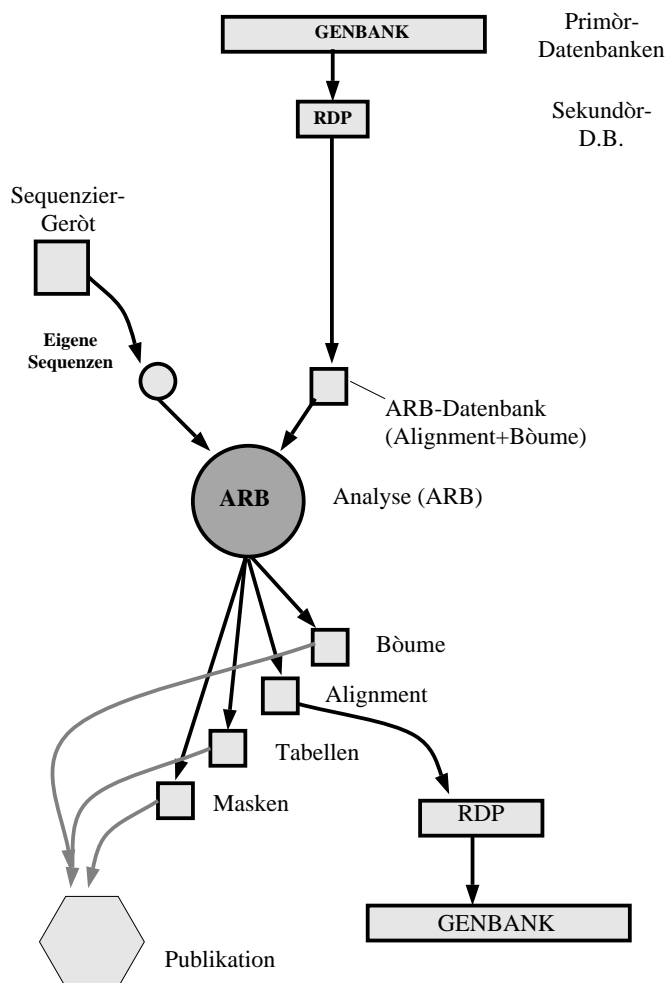 GENBANK
Primòr-
Datenbanken
RDP
Sekundòr-
D.B.
Sequenzier-
Geròt
Eigene
Sequenzen
ARB-Datenbank
(Alignment+Bòume)
ARB
Analyse (ARB)
Bòume
Alignment
Tabellen
Masken
RDP
GENBANK
Publikation